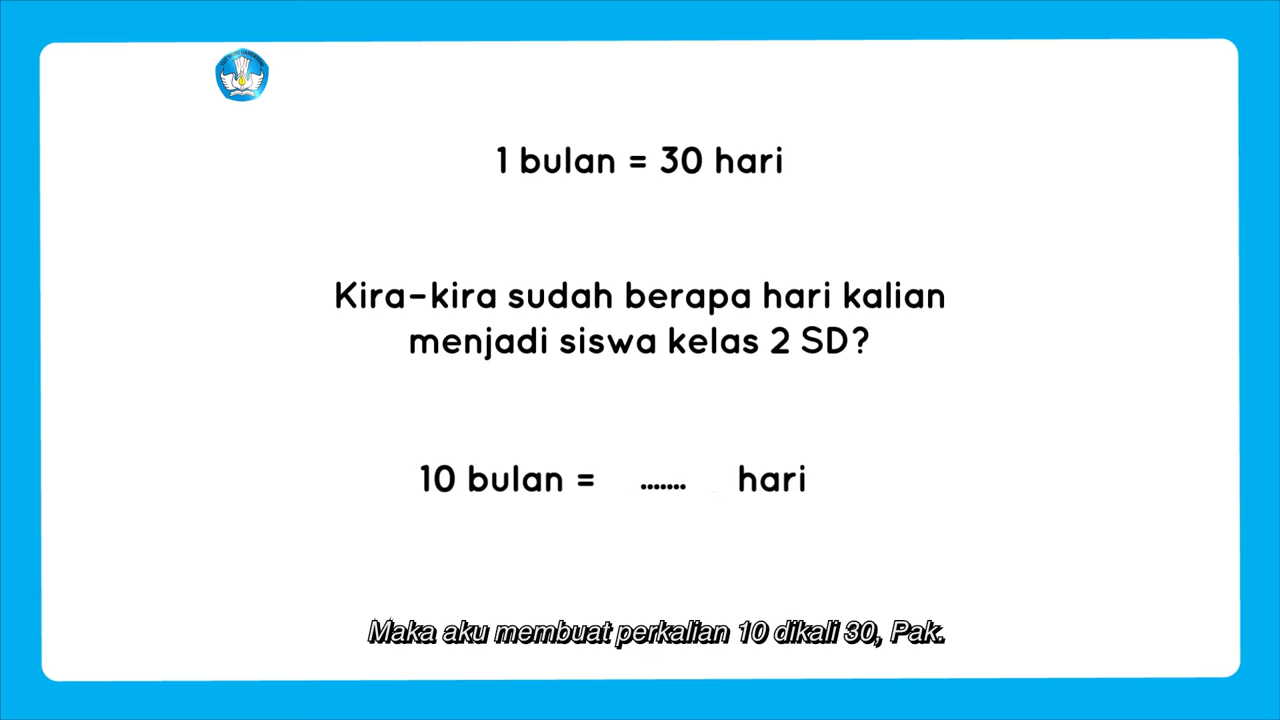 1 bulan = 30 hari
Kira-kira sudah berapa hari kalian
menjadi siswa kelas 2 SD?
10 bulan = ....... hari
Maka aku membuat perkalian 10 dikali 30, Pak.